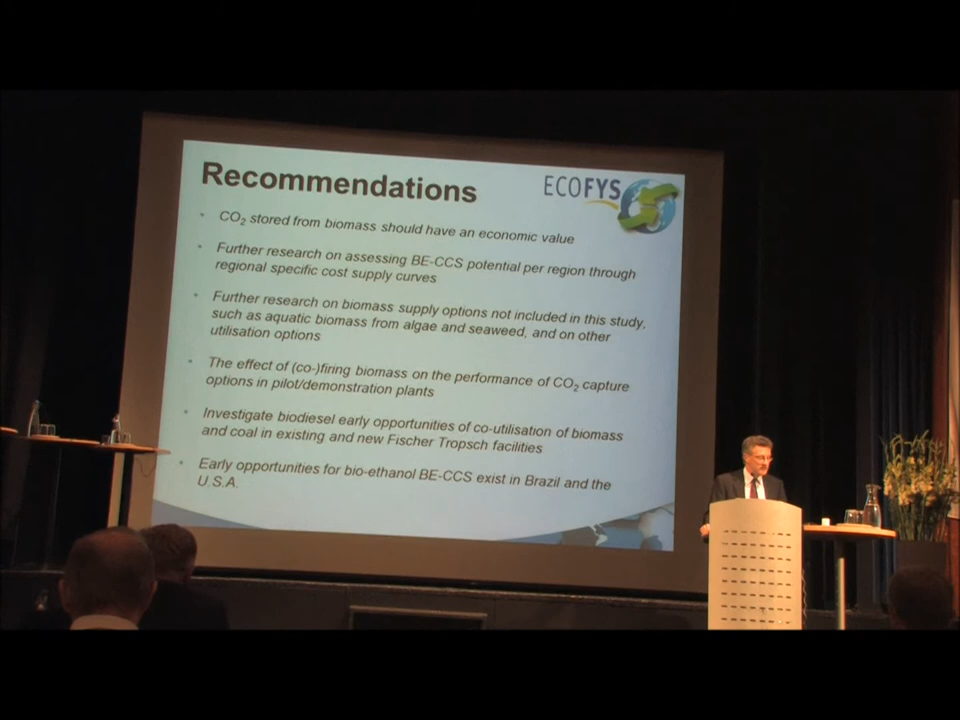 Recommendations
ECOFYS
• CO₂ stored from biomass should have an economic value
• Further research on assessing BE-CCS potential per region through
regional specific cost supply curves
• Further research on biomass supply options not included in this study,
such as aquatic biomass from algae and seaweed, and on other
utilisation options
• The effect of (co-)firing biomass on the performance of CO₂ capture
options in pilot/demonstration plants
• Investigate biodiesel early opportunities of co-utilisation of biomass
and coal in existing and new Fischer Tropsch facilities
• Early opportunities for bio-ethanol BE-CCS exist in Brazil and the
U.S.A.